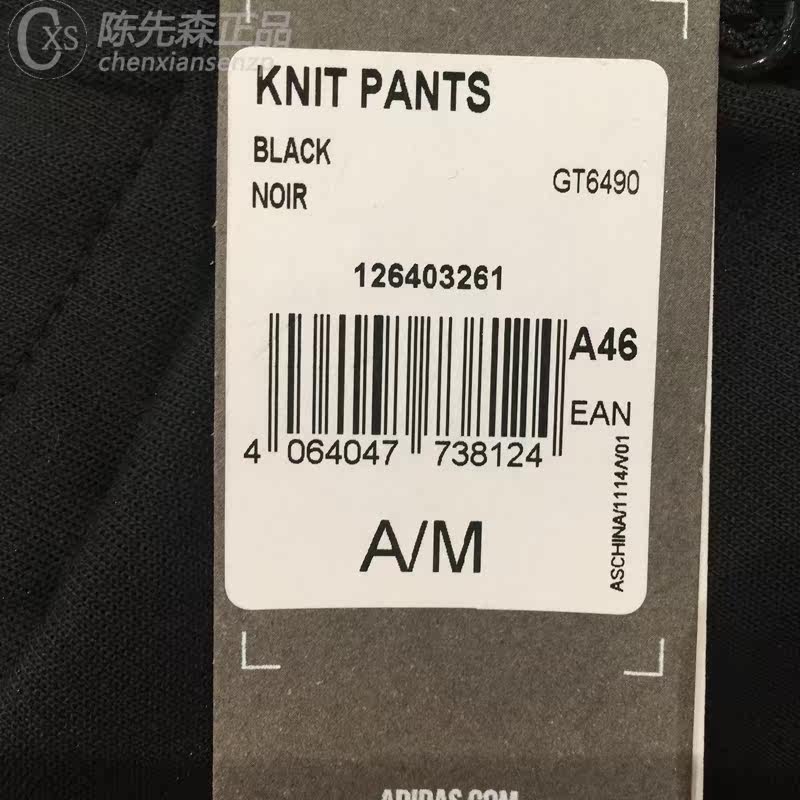 CXS 陈先森正品
chenxiansenzp
KNIT PANTS
BLACK
NOIR
GT6490
126403261
A46
EAN
4 064047 738124
A/M
ASCHINA/1114/V01
ADIDAS.COM